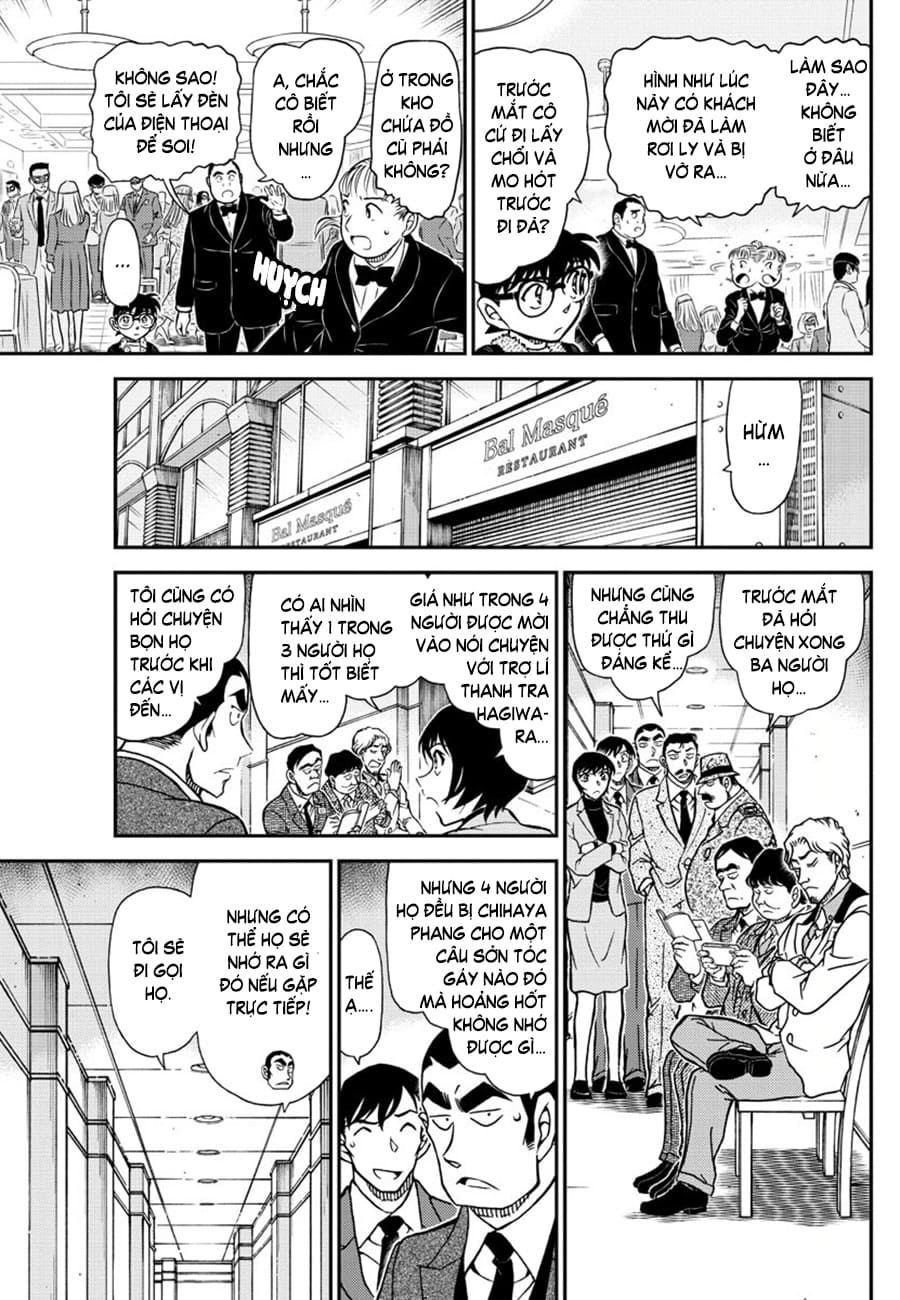 LÀM SAO
ĐÂY...
KHÔNG
BIẾT
Ở ĐÂU
NỮA...
HÌNH NHƯ LÚC
NÀY CÓ KHÁCH
MỜI ĐÃ LÀM
RƠI LY VÀ BỊ
VỠ RA...
TRƯỚC
MẮT CÔ
CỨ ĐI LẤY
CHỔI VÀ
MO HÓT
TRƯỚC
ĐI ĐÃ?
Ở TRONG
KHO
CHỨA ĐỒ
CŨ PHẢI
KHÔNG?
A, CHẮC
CÔ BIẾT
RỒI
NHƯNG
...
KHÔNG SAO!
TÔI SẼ LẤY ĐÈN
CỦA ĐIỆN THOẠI
ĐỂ SOI!
HUỴCH
...
HỪM
...
Bal Masqué
RESTAURANT
Bal Masqué
RESTAURANT
TRƯỚC MẮT
ĐÃ HỎI
CHUYỆN XONG
BA NGƯỜI
HỌ...
NHƯNG CŨNG
CHẲNG THU
ĐƯỢC THỨ GÌ
ĐÁNG KỂ...
GIÁ NHƯ TRONG 4
NGƯỜI ĐƯỢC MỜI
VÀO NÓI CHUYỆN
VỚI TRỢ LÍ
THANH TRA
HAGIWA-
RA...
CÓ AI NHÌN
THẤY 1 TRONG
3 NGƯỜI HỌ
THÌ TỐT BIẾT
MẤY...
TÔI CŨNG CÓ
HỎI CHUYỆN
BỌN HỌ
TRƯỚC KHI
CÁC VỊ
ĐẾN...
NHƯNG 4 NGƯỜI
HỌ ĐỀU BỊ CHIHAYA
PHANG CHO MỘT
CÂU SỞN TÓC
GÁY NÀO ĐÓ
MÀ HOẢNG HỐT
KHÔNG NHỚ
ĐƯỢC GÌ...
THẾ
Ạ....
NHƯNG CÓ
THỂ HỌ SẼ
NHỚ RA GÌ
ĐÓ NẾU GẶP
TRỰC TIẾP!
TÔI SẼ
ĐI GỌI
HỌ.